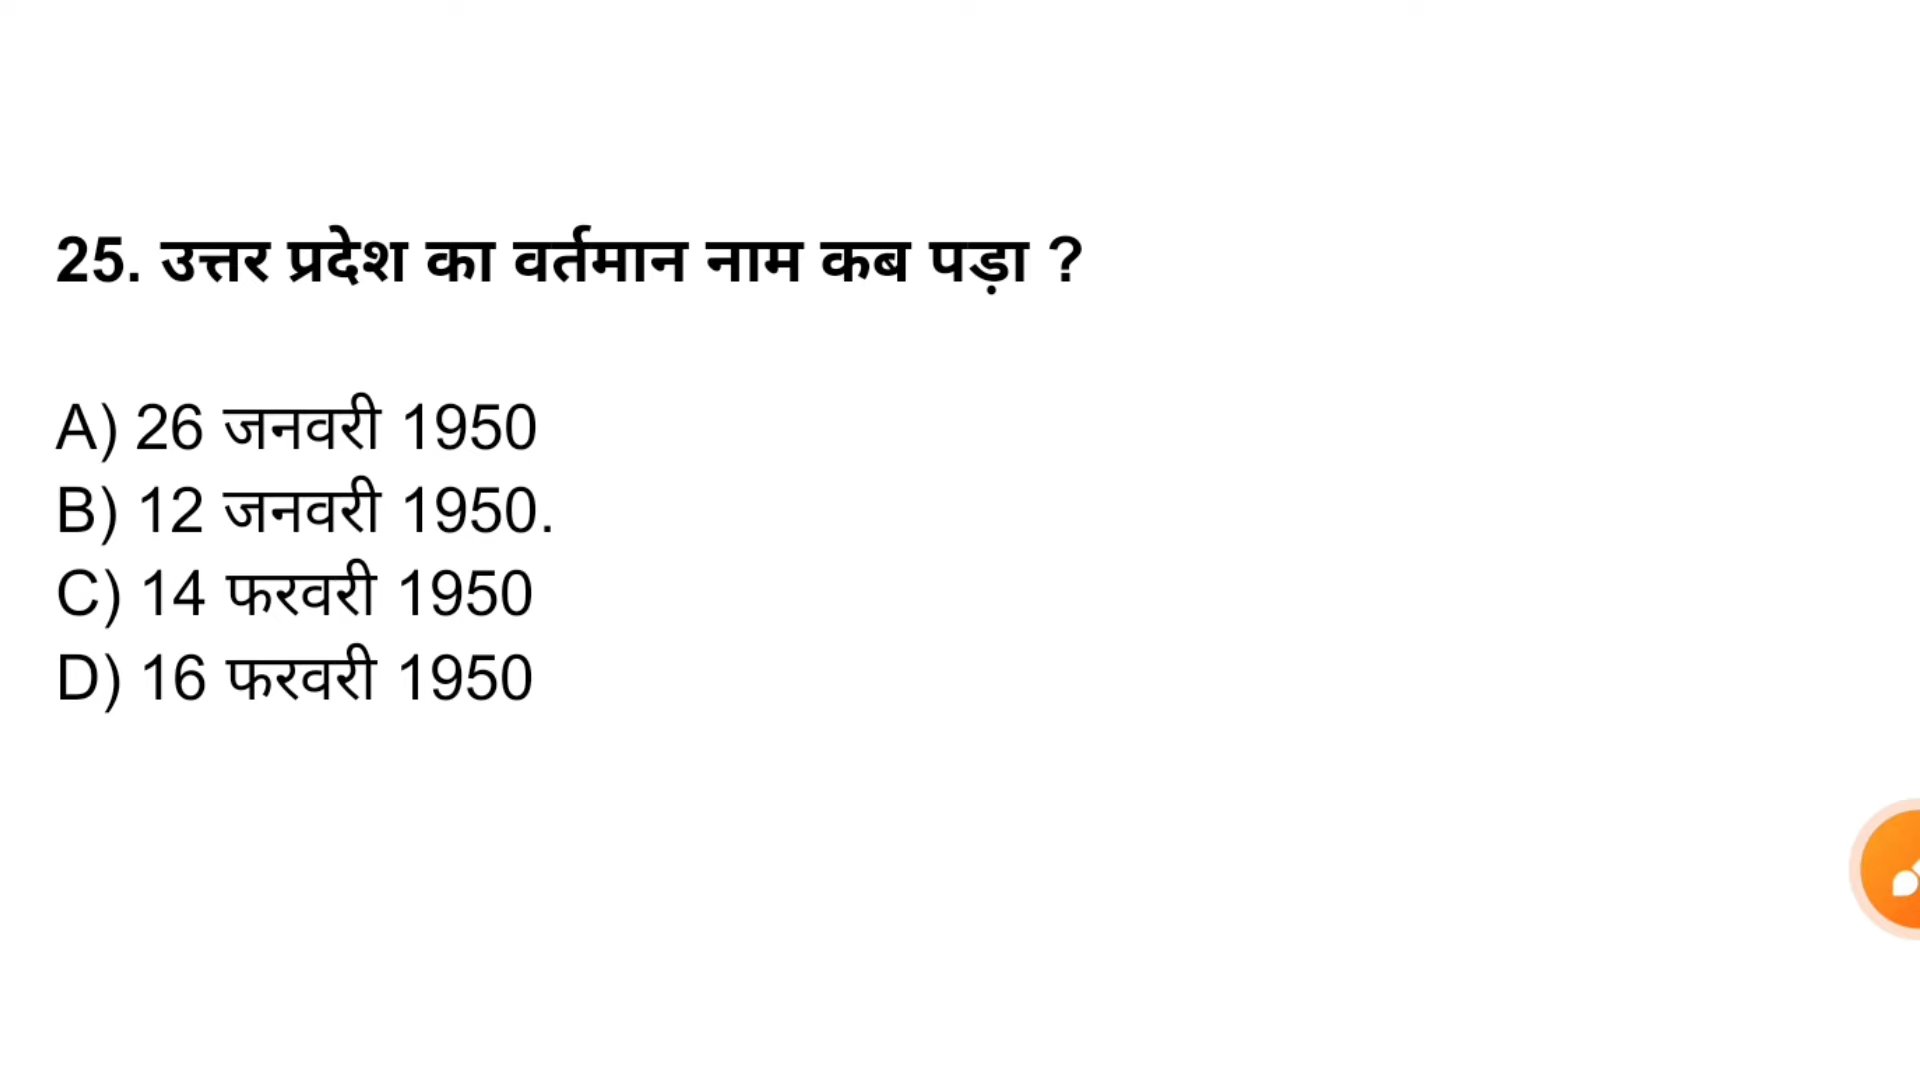 25. उत्तर प्रदेश का वर्तमान नाम कब पड़ा ?
A) 26 जनवरी 1950
B) 12 जनवरी 1950.
C) 14 फरवरी 1950
D) 16 फरवरी 1950